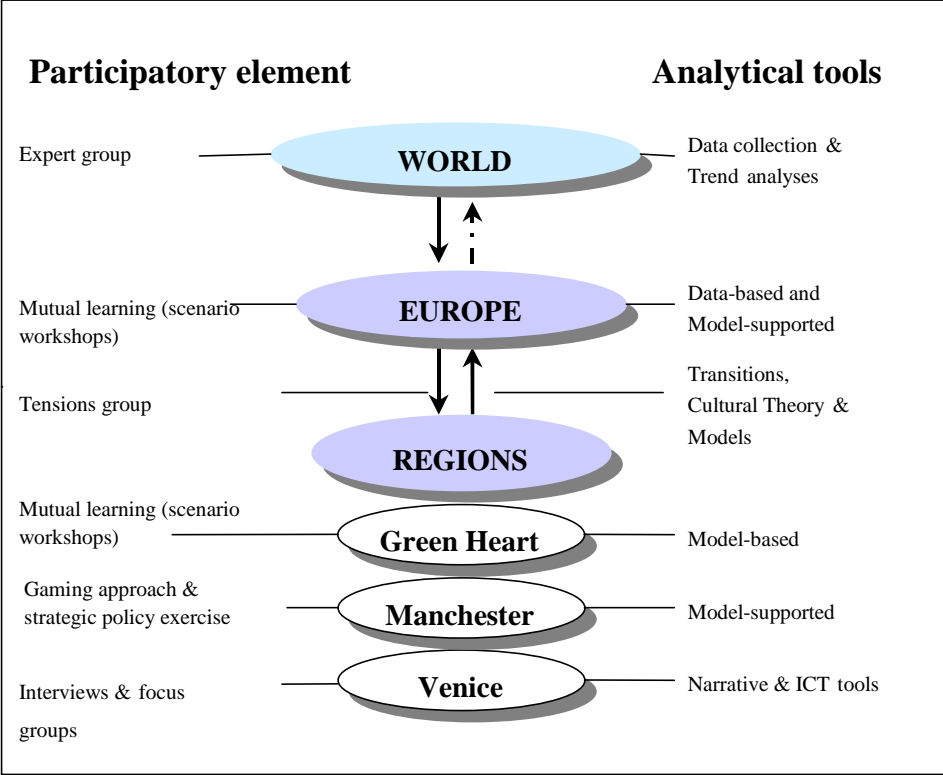 Participatory element
Analytical tools
Expert group
WORLD
Data collection &
Trend analyses
Mutual learning (scenario
workshops)
EUROPE
Data-based and
Model-supported
Tensions group
Transitions,
Cultural Theory &
Models
REGIONS
Mutual learning (scenario
workshops)
Green Heart
Model-based
Gaming approach &
strategic policy exercise
Manchester
Model-supported
Interviews & focus
groups
Venice
Narrative & ICT tools